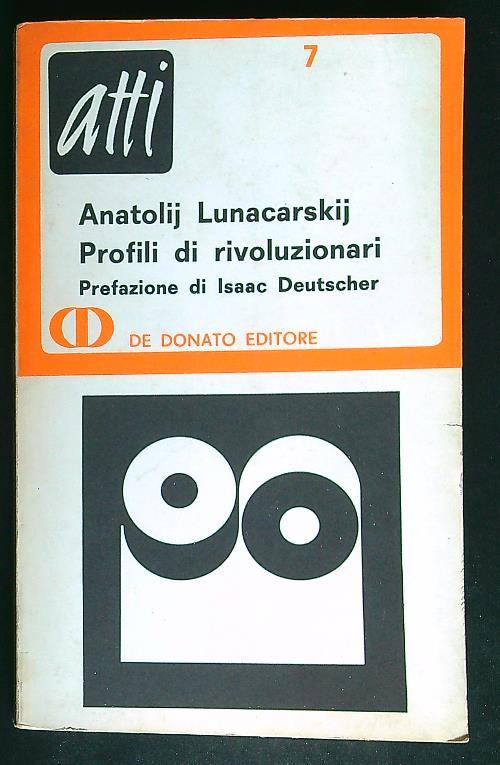 7
atti
Anatolij Lunacarskij
Profili di rivoluzionari
Prefazione di Isaac Deutscher
DE DONATO EDITORE